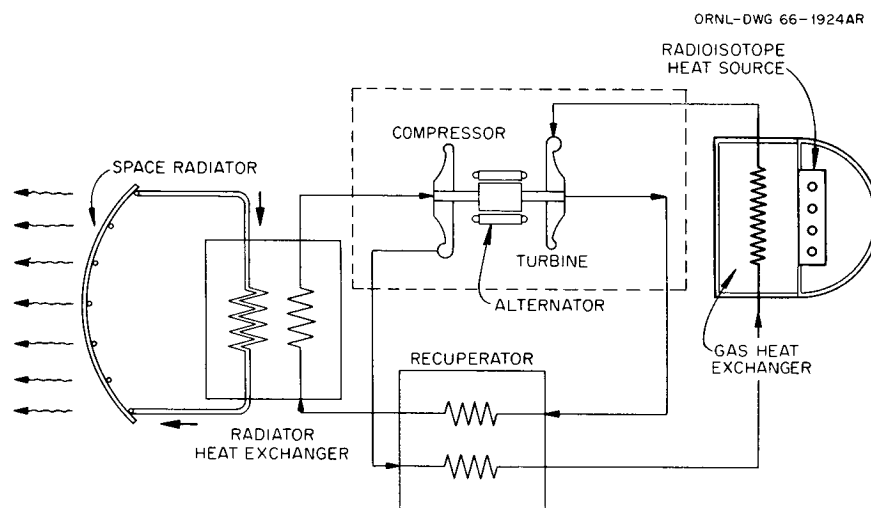 ORNL-DWG 66-1924AR
RADIOISOTOPE
HEAT SOURCE
COMPRESSOR
SPACE RADIATOR
TURBINE
ALTERNATOR
GAS HEAT
EXCHANGER
RECUPERATOR
RADIATOR
HEAT EXCHANGER